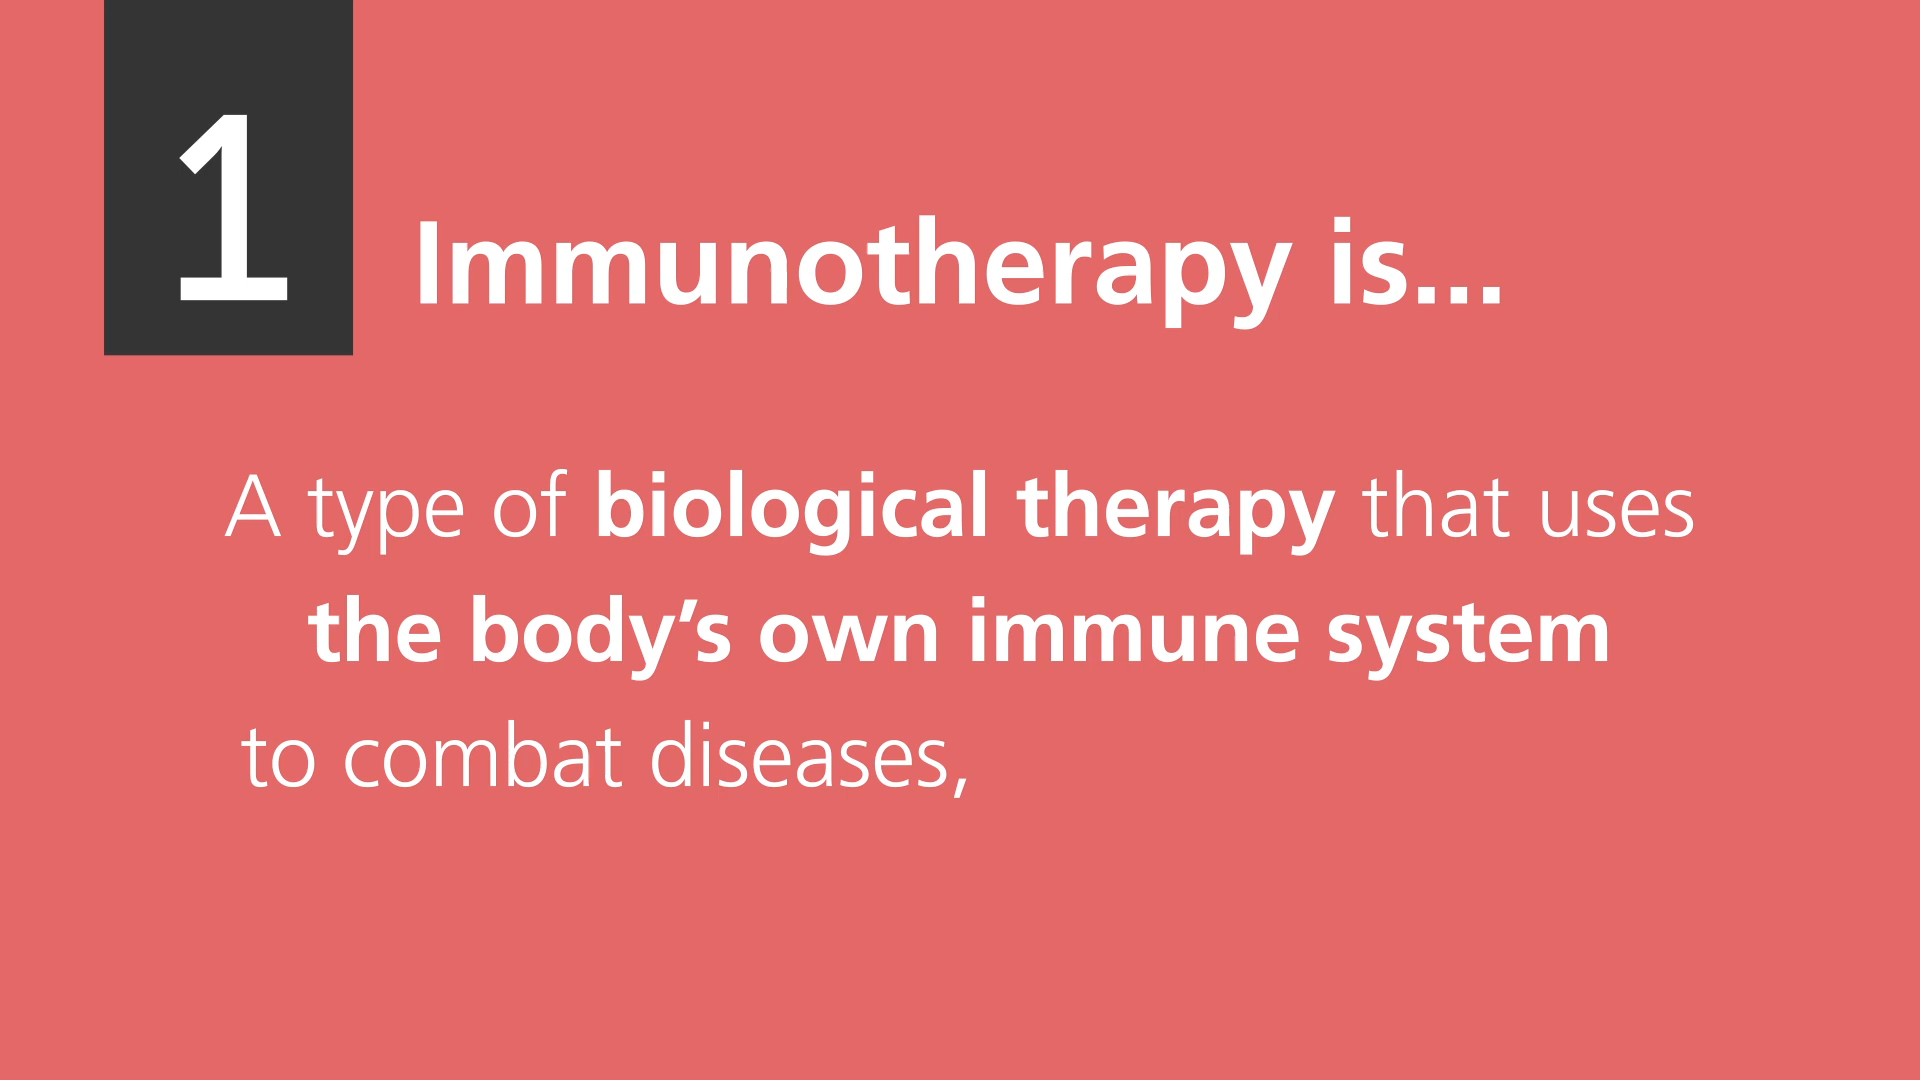 1
Immunotherapy is...
A type of biological therapy that uses
the body’s own immune system
to combat diseases,